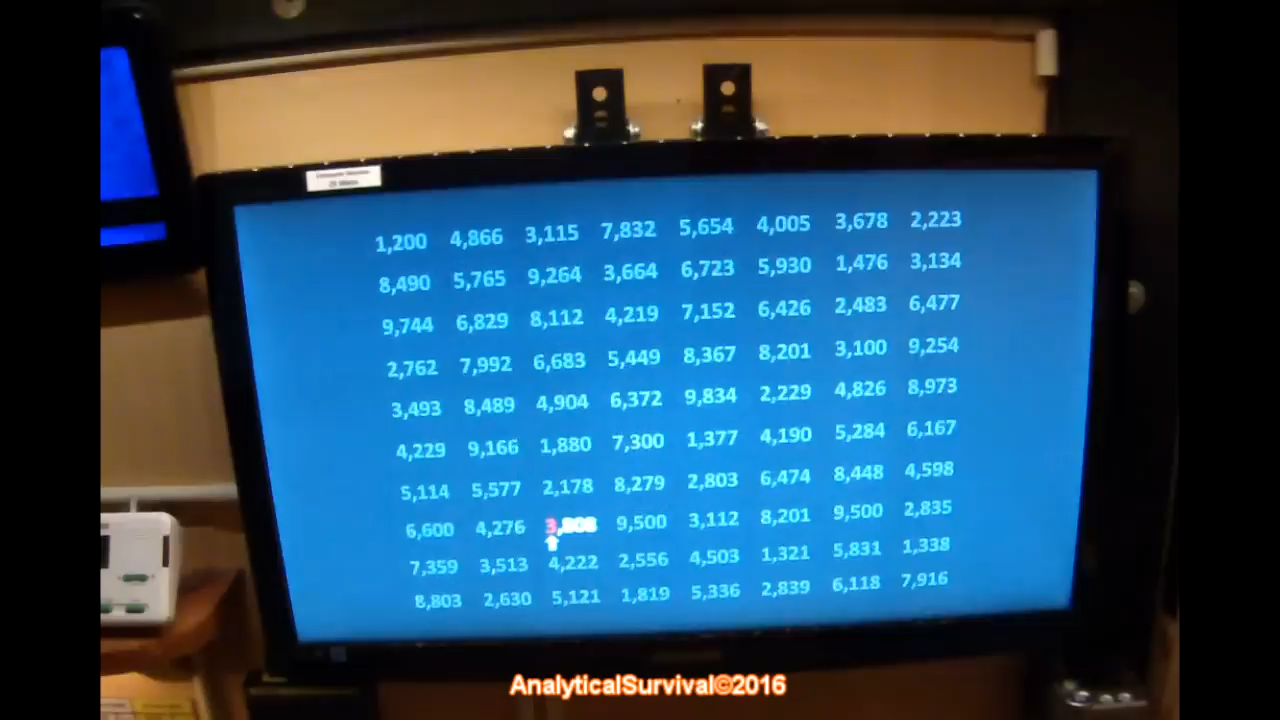 1,200 4,866 3,115 7,832 5,654 4,005 3,678 2,223
8,490 5,765 9,264 3,664 6,723 5,930 1,476 3,134
9,744 6,829 8,112 4,219 7,152 6,426 2,483 6,477
2,762 7,992 6,683 5,449 8,367 8,201 3,100 9,254
3,493 8,489 4,904 6,372 9,834 2,229 4,826 8,973
4,229 9,166 1,880 7,300 1,377 4,190 5,284 6,167
5,114 5,577 2,178 8,279 2,803 6,474 8,448 4,598
6,600 4,276 3,808 9,500 3,112 8,201 9,500 2,835
7,359 3,513 4,222 2,556 4,503 1,321 5,831 1,338
8,803 2,630 5,121 1,819 5,336 2,839 6,118 7,916
AnalyticalSurvival©2016